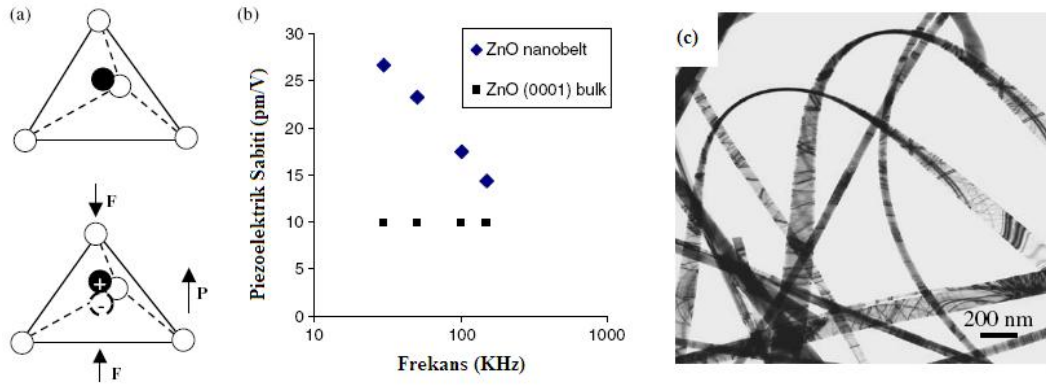 (a)
F
+
-
P
F
(b)
Piezoelektrik Sabiti (pm/V)
30
25
20
15
10
5
0
ZnO nanobelt
ZnO (0001) bulk
10
100
1000
Frekans (KHz)
(c)
200 nm